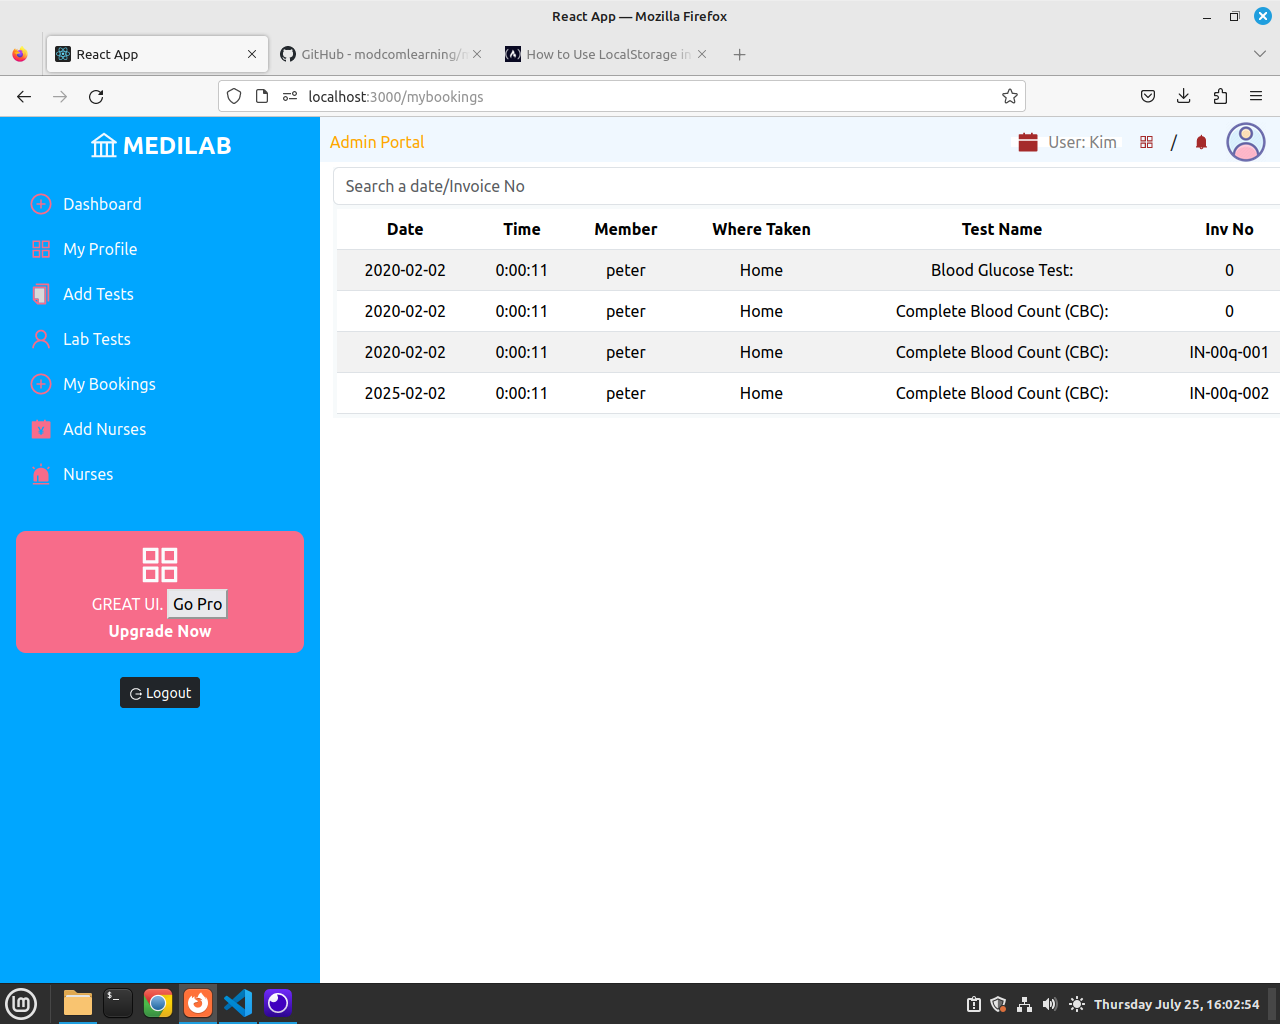 React App — Mozilla Firefox
React App
GitHub - modcomlearning/
How to Use LocalStorage in
localhost:3000/mybookings
MEDILAB
Dashboard
My Profile
Add Tests
Lab Tests
My Bookings
Add Nurses
Nurses
GREAT UI. Go Pro
Upgrade Now
Logout
Admin Portal
User: Kim
/
Search a date/Invoice No
Date Time Member Where Taken Test Name Inv No
2020-02-02 0:00:11 peter Home Blood Glucose Test: 0
2020-02-02 0:00:11 peter Home Complete Blood Count (CBC): 0
2020-02-02 0:00:11 peter Home Complete Blood Count (CBC): IN-00q-001
2025-02-02 0:00:11 peter Home Complete Blood Count (CBC): IN-00q-002
Thursday July 25, 16:02:54